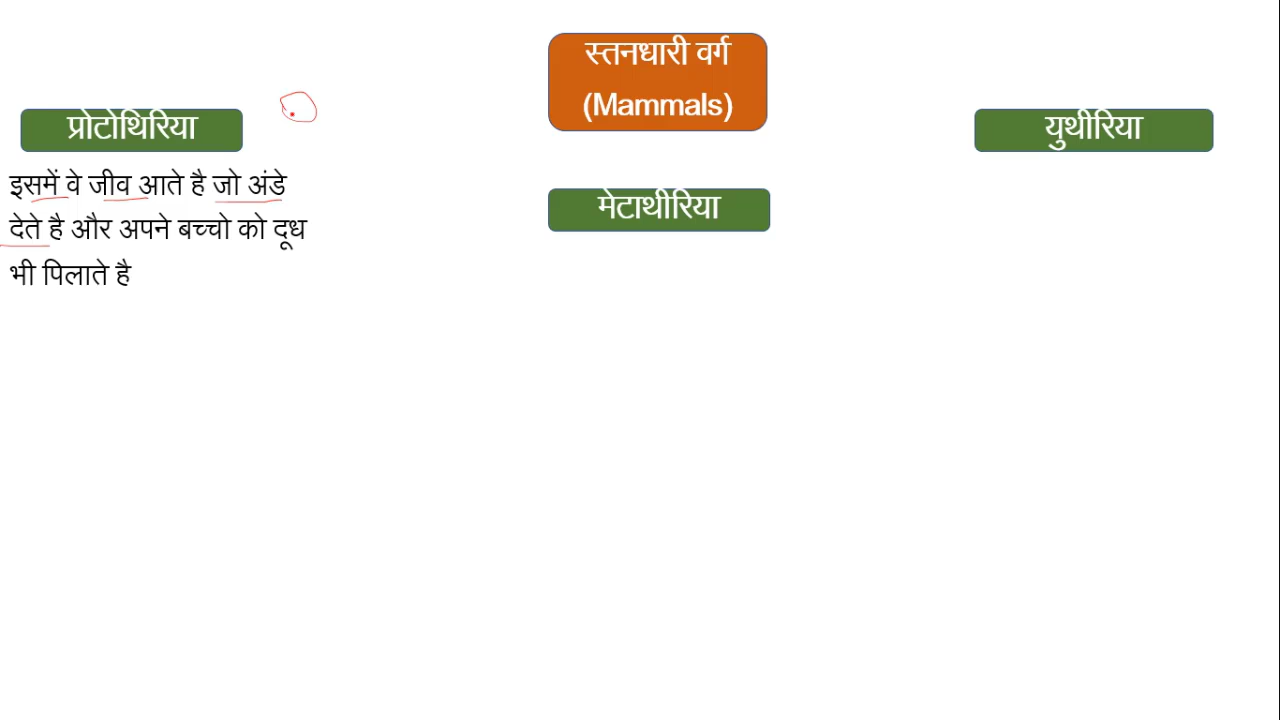 स्तनधारी वर्ग
(Mammals)
प्रोटोथिरिया
युथीरिया
इसमें वे जीव आते है जो अंडे
देते है और अपने बच्चो को दूध
भी पिलाते है
मेटाथीरिया